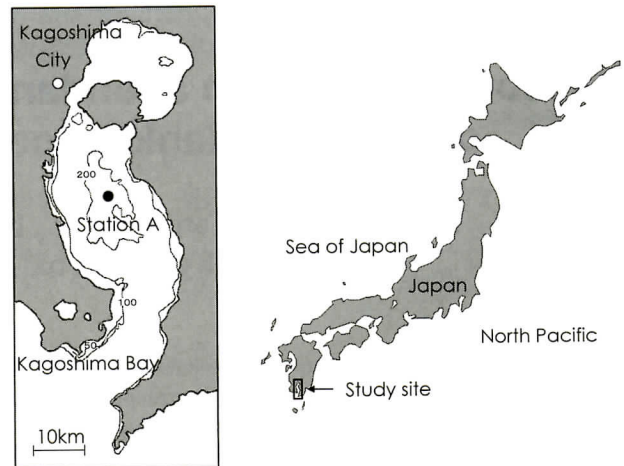 Kagoshima
City
200
Station A
100
50
Kagoshima Bay
10km
Sea of Japan
Japan
North Pacific
Study site